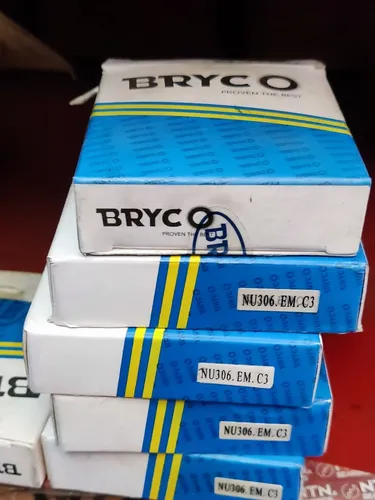 BRYCO
PROVEN THE BEST
BRYCO
PROVEN THE BEST
BR
NU306.EM.C3
NU306.EM.C3
NU306.EM.C3
NU306.EM.C3